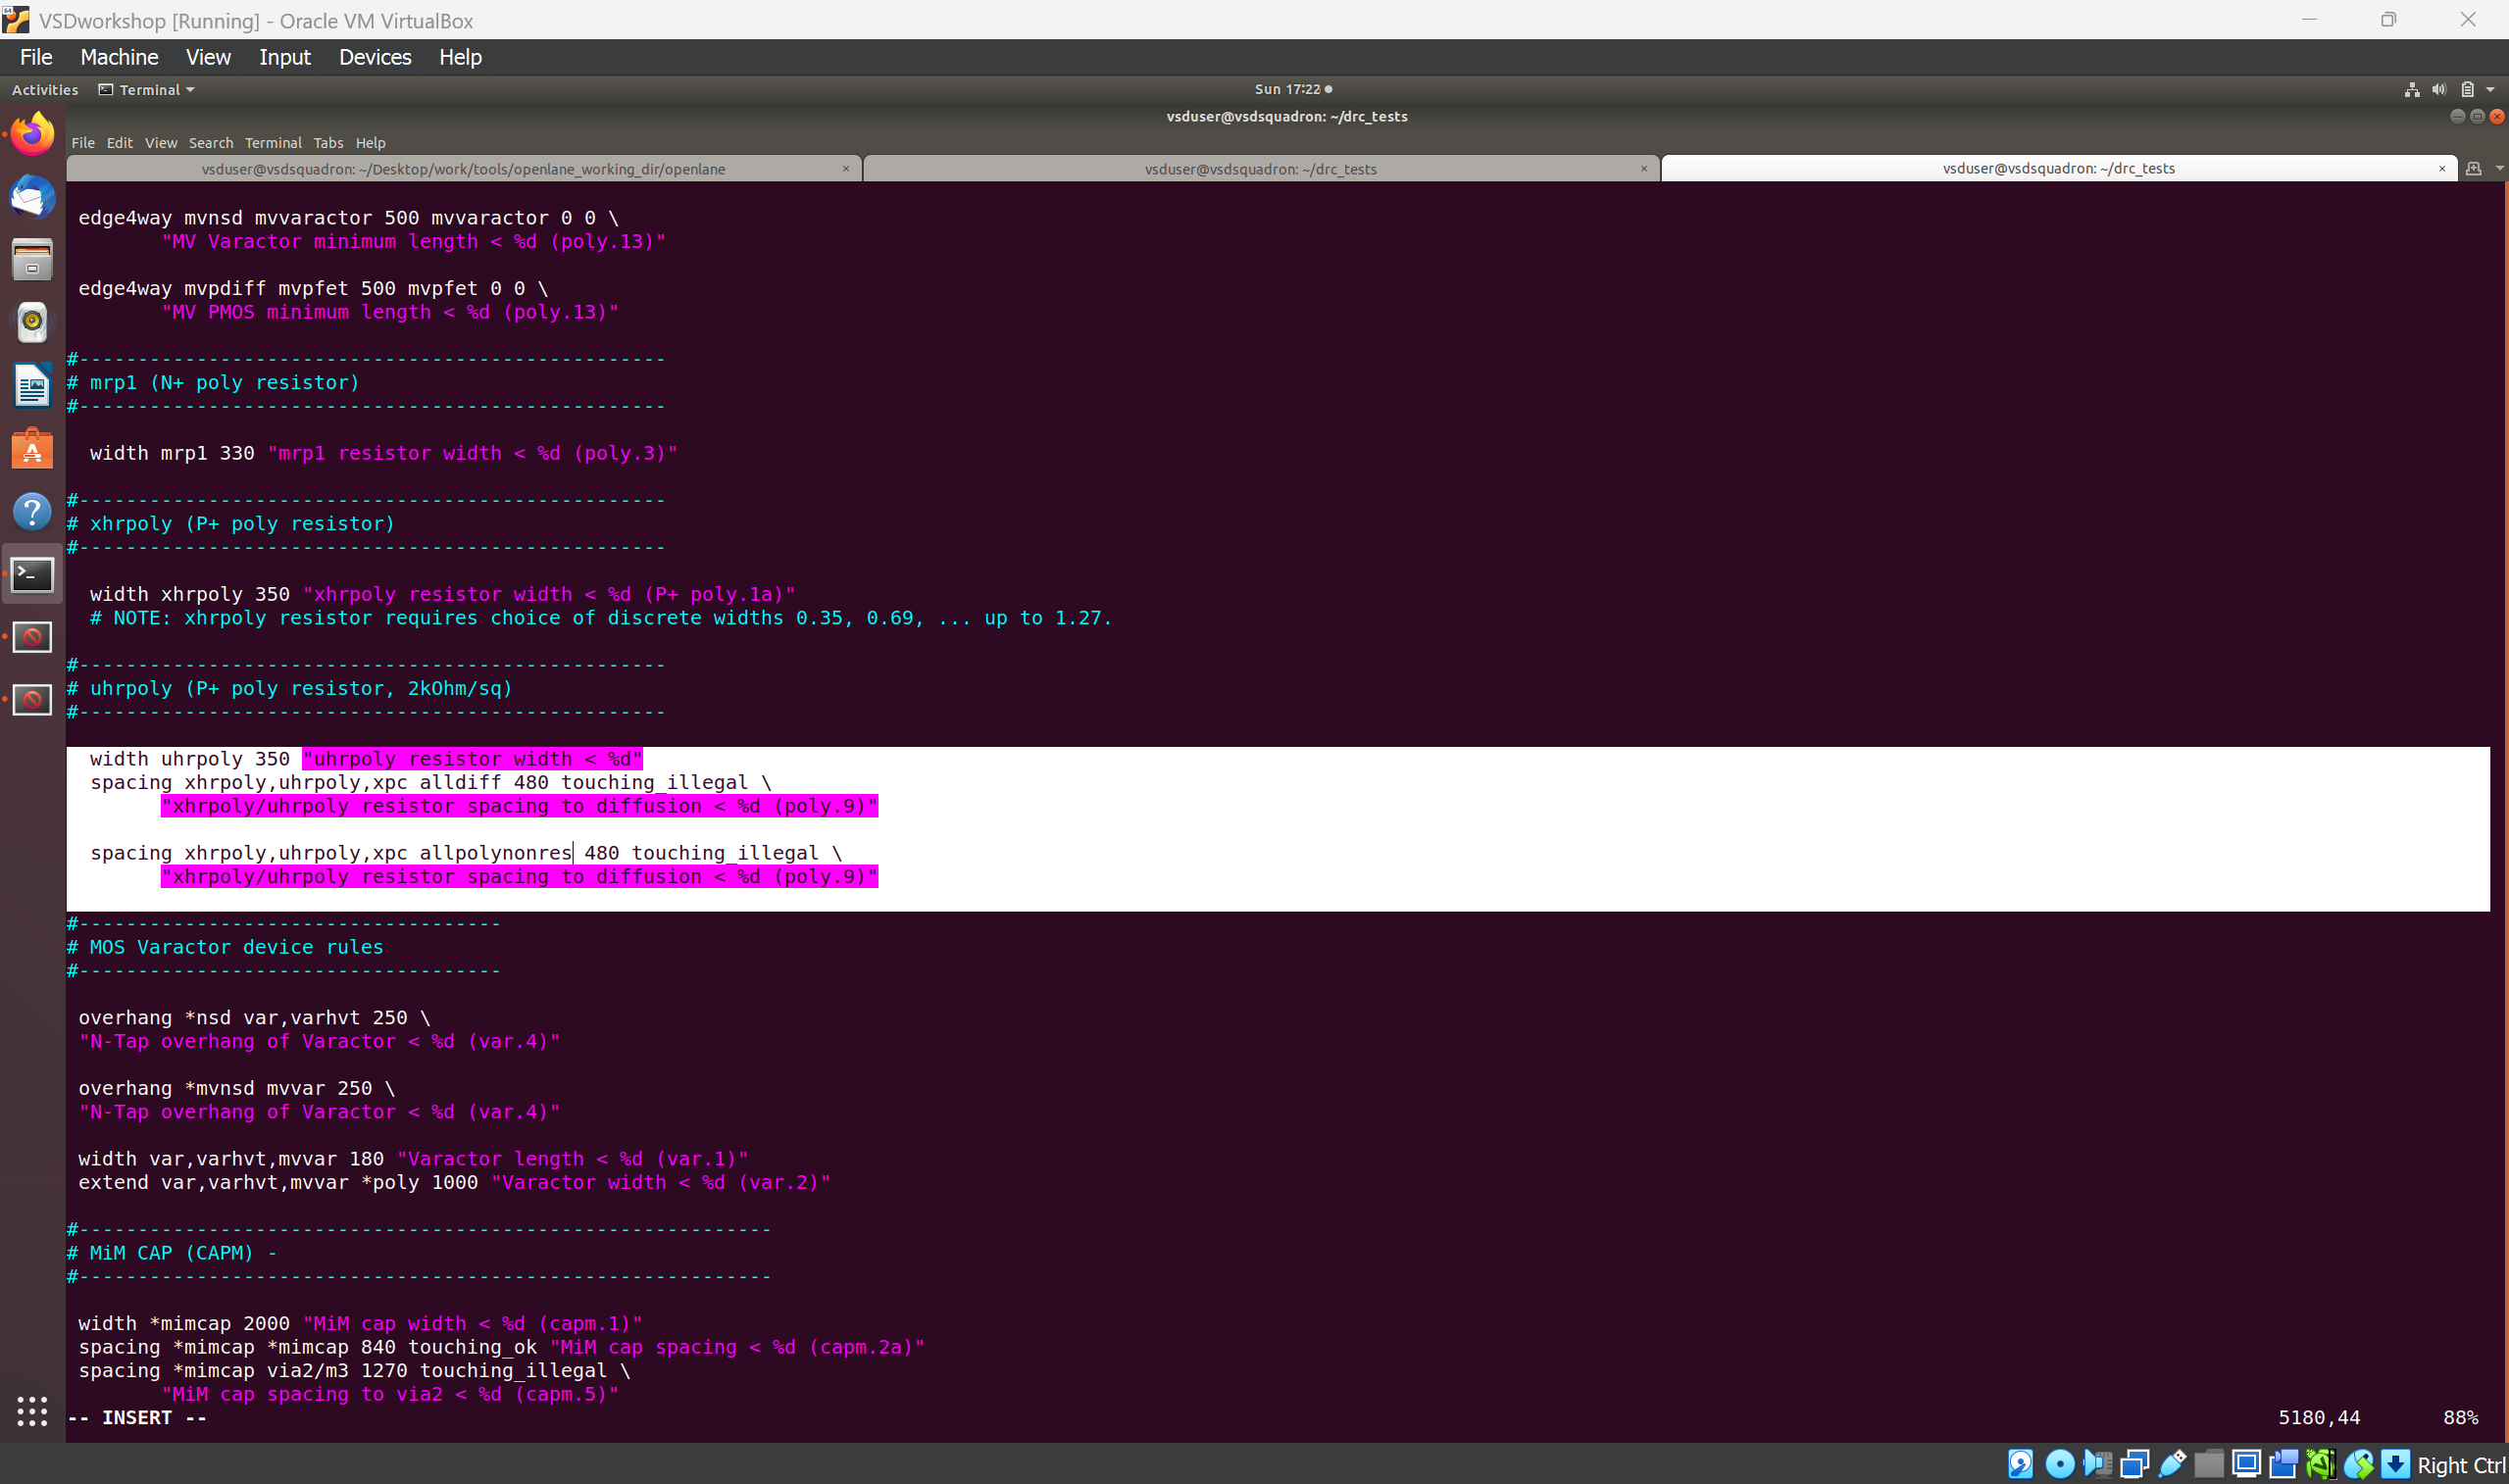 VSDworkshop [Running] - Oracle VM VirtualBox
File Machine View Input Devices Help
Activities Terminal Sun 17:22
vsduser@vsdsquadron: ~/drc_tests
File Edit View Search Terminal Tabs Help
vsduser@vsdsquadron: ~/Desktop/work/tools/openlane_working_dir/openlane × vsduser@vsdsquadron: ~/drc_tests × vsduser@vsdsquadron: ~/drc_tests ×
edge4way mvnsd mvvaractor 500 mvvaractor 0 0 \
"MV Varactor minimum length < %d (poly.13)"
edge4way mvpdiff mvpfet 500 mvpfet 0 0 \
"MV PMOS minimum length < %d (poly.13)"
#--------------------------------------------------
# mrp1 (N+ poly resistor)
#--------------------------------------------------
width mrp1 330 "mrp1 resistor width < %d (poly.3)"
#--------------------------------------------------
# xhrpoly (P+ poly resistor)
#--------------------------------------------------
width xhrpoly 350 "xhrpoly resistor width < %d (P+ poly.1a)"
# NOTE: xhrpoly resistor requires choice of discrete widths 0.35, 0.69, ... up to 1.27.
#--------------------------------------------------
# uhrpoly (P+ poly resistor, 2kOhm/sq)
#--------------------------------------------------
width uhrpoly 350 "uhrpoly resistor width < %d"
spacing xhrpoly,uhrpoly,xpc alldiff 480 touching_illegal \
"xhrpoly/uhrpoly resistor spacing to diffusion < %d (poly.9)"
spacing xhrpoly,uhrpoly,xpc allpolynonres 480 touching_illegal \
"xhrpoly/uhrpoly resistor spacing to diffusion < %d (poly.9)"
#------------------------------------
# MOS Varactor device rules
#------------------------------------
overhang *nsd var,varhvt 250 \
"N-Tap overhang of Varactor < %d (var.4)"
overhang *mvnsd mvvar 250 \
"N-Tap overhang of Varactor < %d (var.4)"
width var,varhvt,mvvar 180 "Varactor length < %d (var.1)"
extend var,varhvt,mvvar *poly 1000 "Varactor width < %d (var.2)"
#-----------------------------------------------------------
# MiM CAP (CAPM) -
#-----------------------------------------------------------
width *mimcap 2000 "MiM cap width < %d (capm.1)"
spacing *mimcap *mimcap 840 touching_ok "MiM cap spacing < %d (capm.2a)"
spacing *mimcap via2/m3 1270 touching_illegal \
"MiM cap spacing to via2 < %d (capm.5)"
-- INSERT -- 5180,44 88%
Right Ctrl